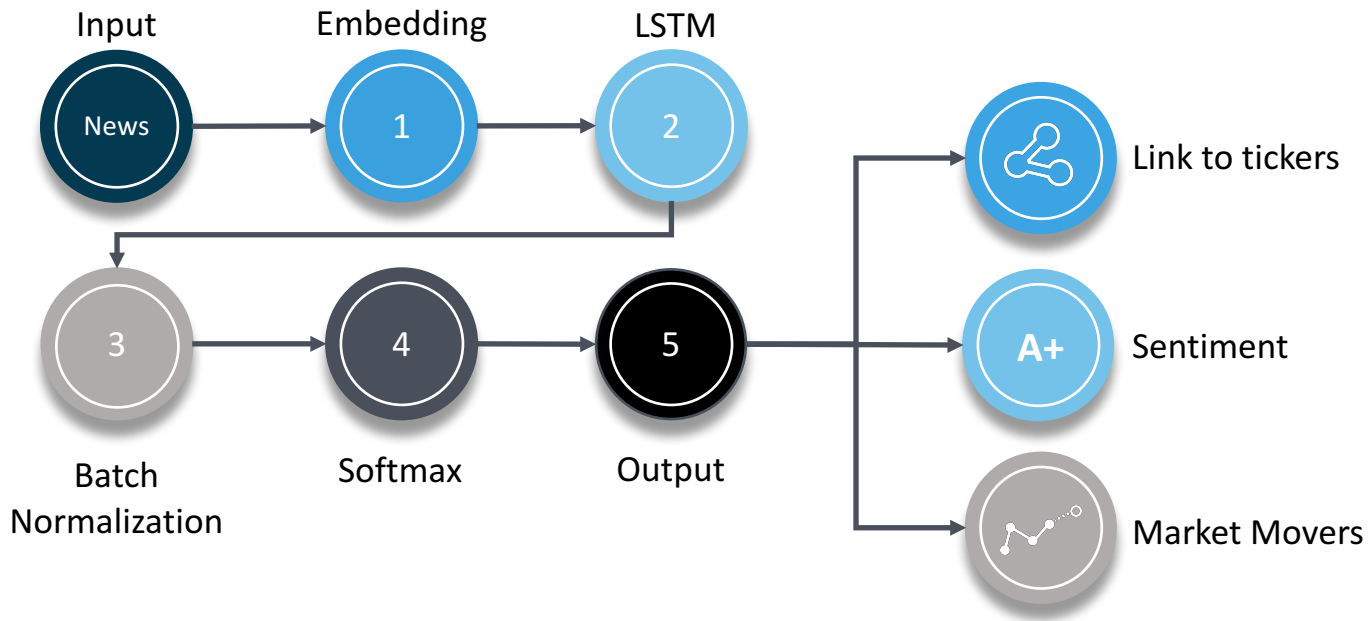 Input
Embedding
LSTM
News
1
2
Link to tickers
3
4
5
A+
Sentiment
Batch
Normalization
Softmax
Output
Market Movers